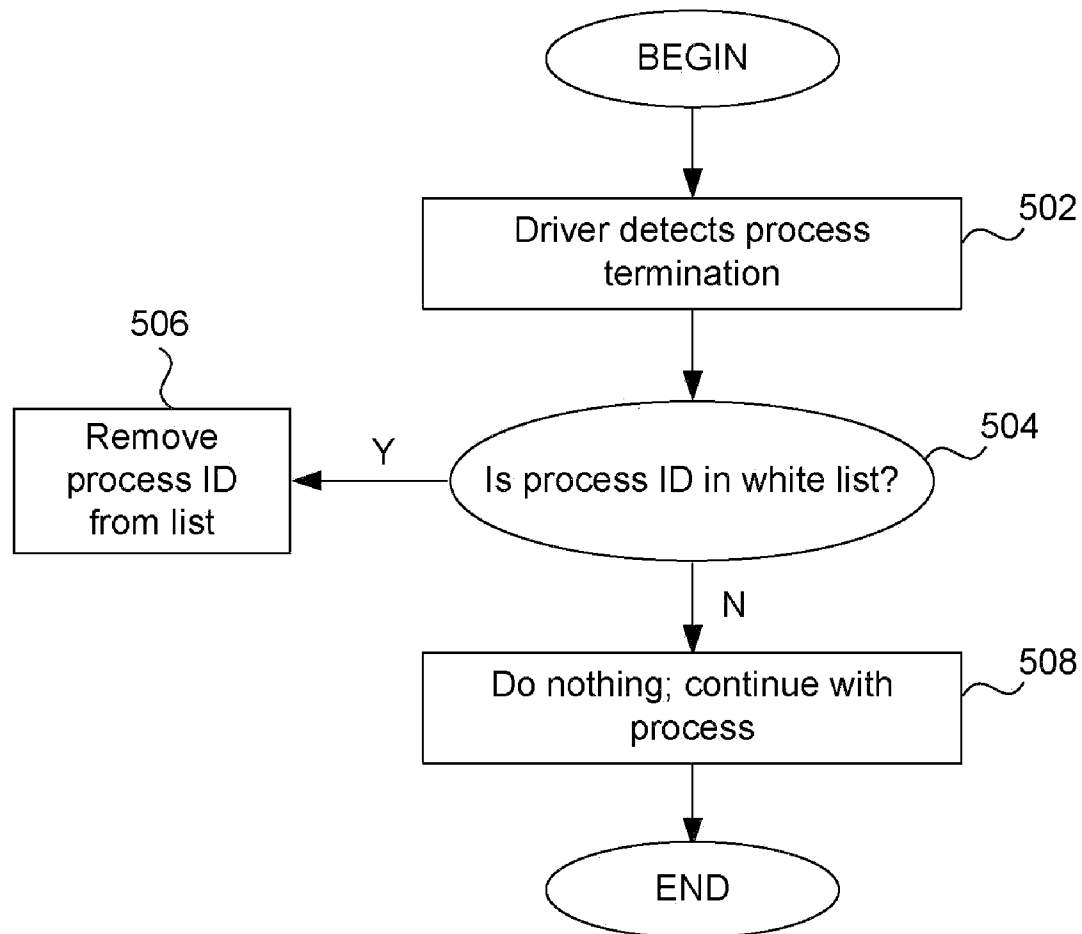 BEGIN
502
Driver detects process
termination
506
Remove
process ID
from list
Y
504
Is process ID in white list?
N
508
Do nothing; continue with
process
END